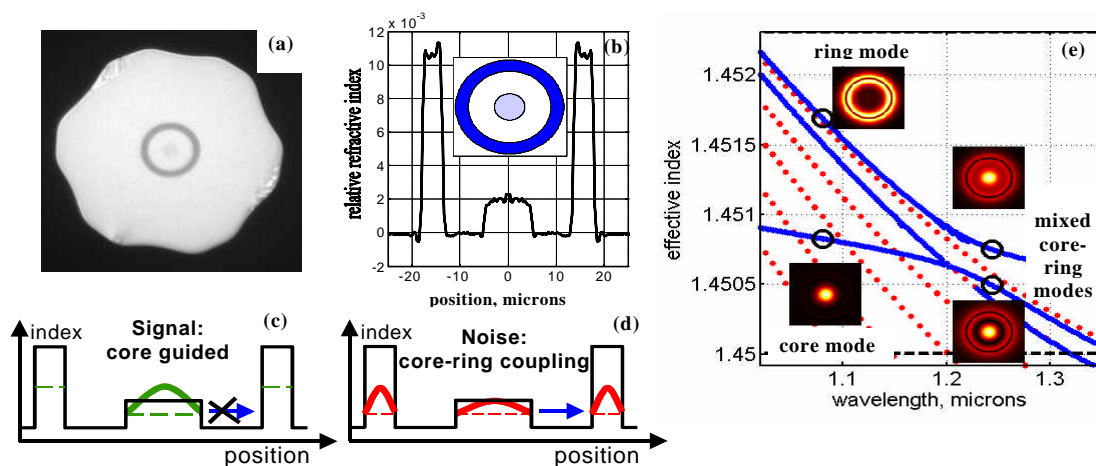 (a)
x 10⁻³
12
10
8
6
4
2
0
−2
relative refractive index
(b)
−20
−10
0
10
20
position, microns
(c)
index
Signal:
core guided
position
(d)
index
Noise:
core-ring coupling
position
(e)
ring mode
1.452
1.4515
1.451
1.4505
1.45
effective index
mixed
core-
ring
modes
core mode
1.1
1.2
1.3
wavelength, microns